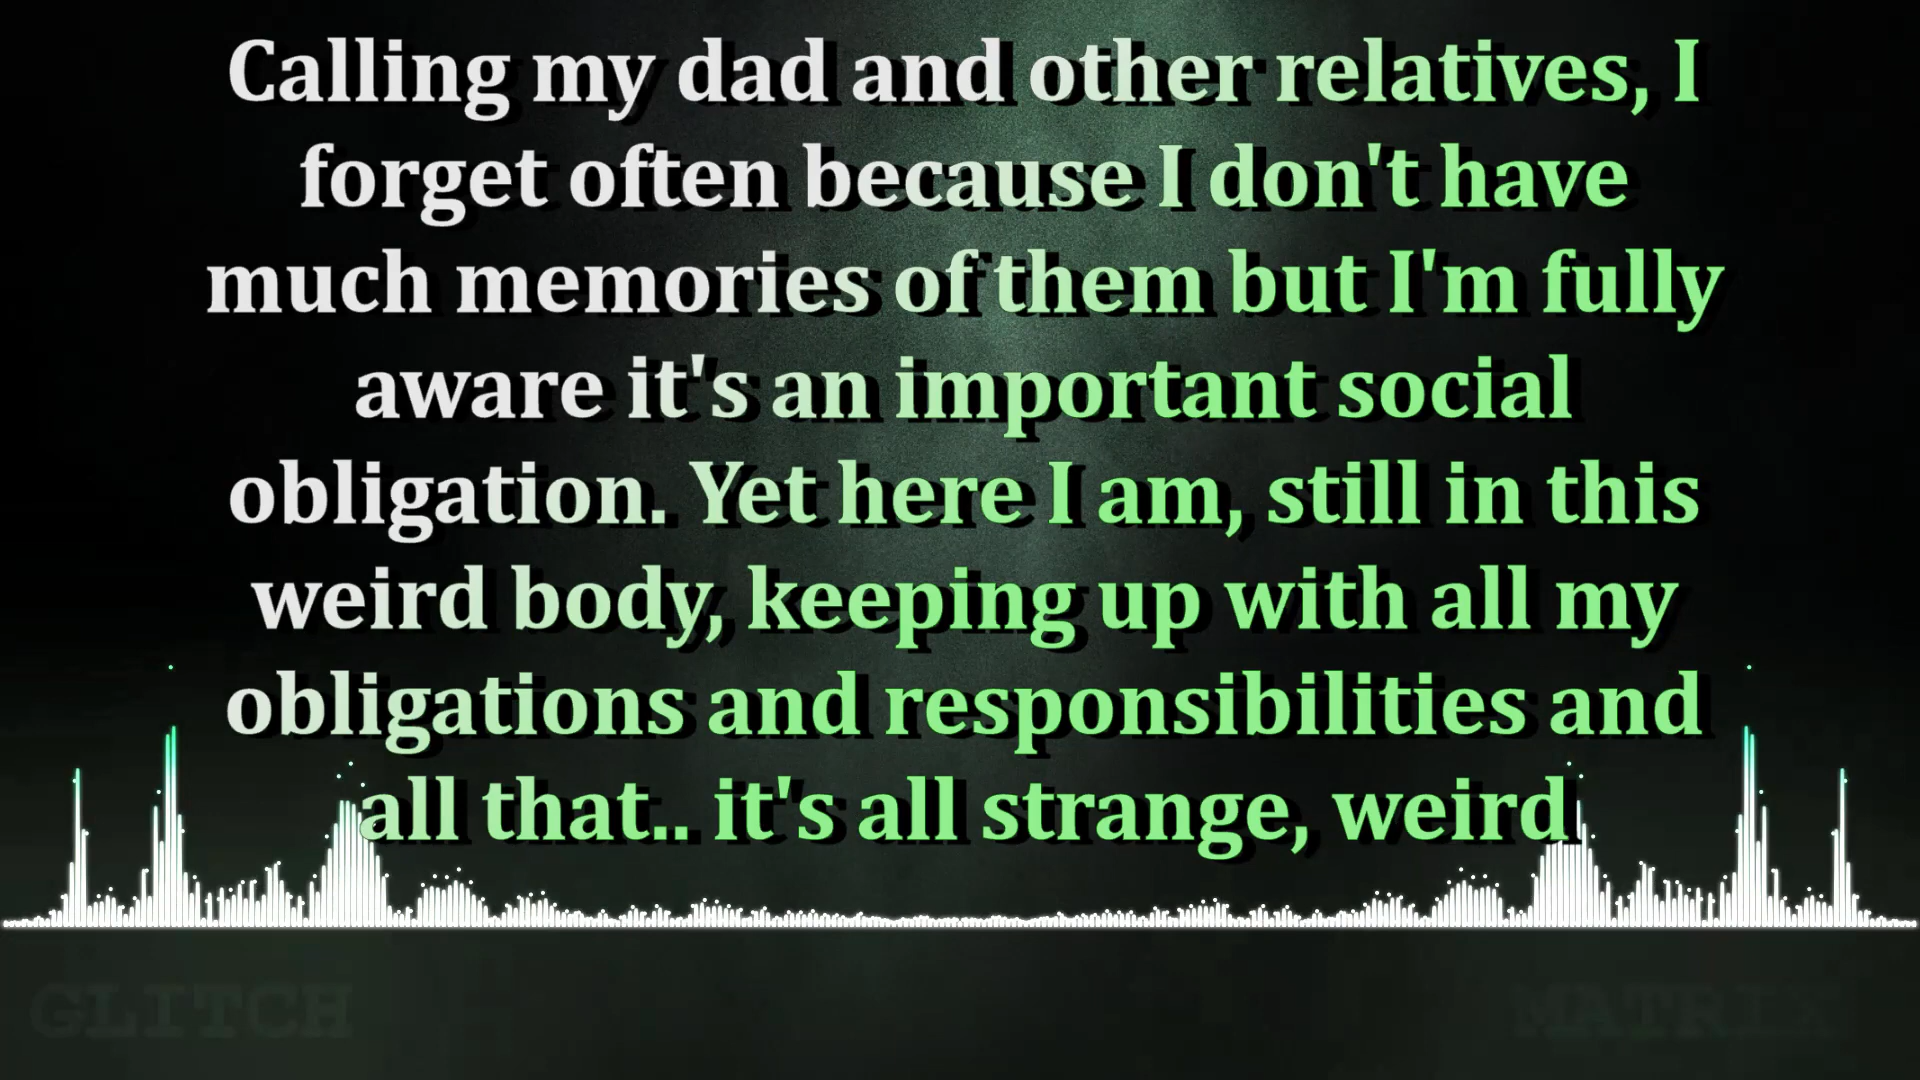 Calling my dad and other relatives, I
forget often because I don't have
much memories of them but I'm fully
aware it's an important social
obligation. Yet here I am, still in this
weird body, keeping up with all my
obligations and responsibilities and
all that.. it's all strange, weird
GLITCH
MATRIX